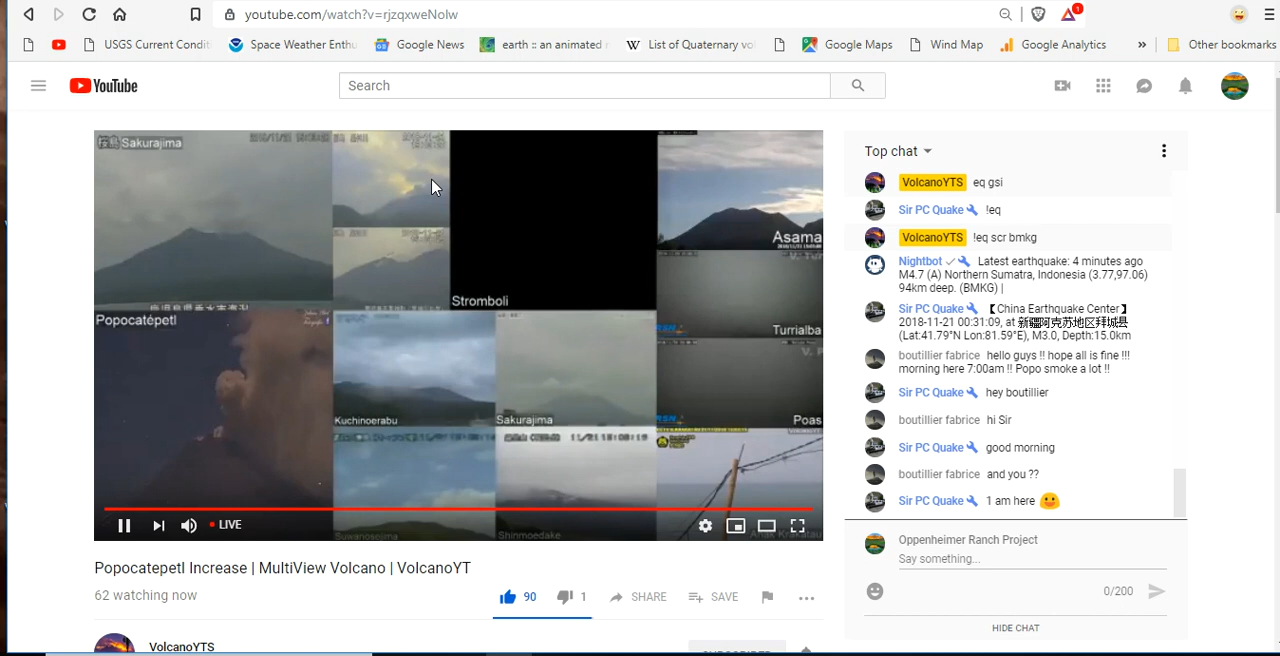 youtube.com/watch?v=rjzqxweNolw
1
USGS Current Condit
Space Weather Enthu
Google News
earth :: an animated
List of Quaternary vo
Google Maps
Wind Map
Google Analytics
»
Other bookmarks
YouTube
Search
Sakurajima
Stromboli
Asama
Turrialba
Popocatépetl
Kuchinoerabu
Sakurajima
Poas
Suwanosejima
Shinmoedake
Anak Krakatau
LIVE
Popocatepetl Increase | MultiView Volcano | VolcanoYT
62 watching now
90
1
SHARE
SAVE
VolcanoYTS
Top chat
VolcanoYTS eq gsi
Sir PC Quake !eq
VolcanoYTS !eq scr bmkg
Nightbot Latest earthquake: 4 minutes ago
M4.7 (A) Northern Sumatra, Indonesia (3.77,97.06)
94km deep. (BMKG) |
Sir PC Quake 【China Earthquake Center】
2018-11-21 00:31:09, at 新疆阿克苏地区拜城县
(Lat:41.79°N Lon:81.59°E), M3.0, Depth:15.0km
boutillier fabrice hello guys !! hope all is fine !!!
morning here 7:00am !! Popo smoke a lot !!
Sir PC Quake hey boutillier
boutillier fabrice hi Sir
Sir PC Quake good morning
boutillier fabrice and you ??
Sir PC Quake 1 am here
Oppenheimer Ranch Project
Say something...
0/200
HIDE CHAT